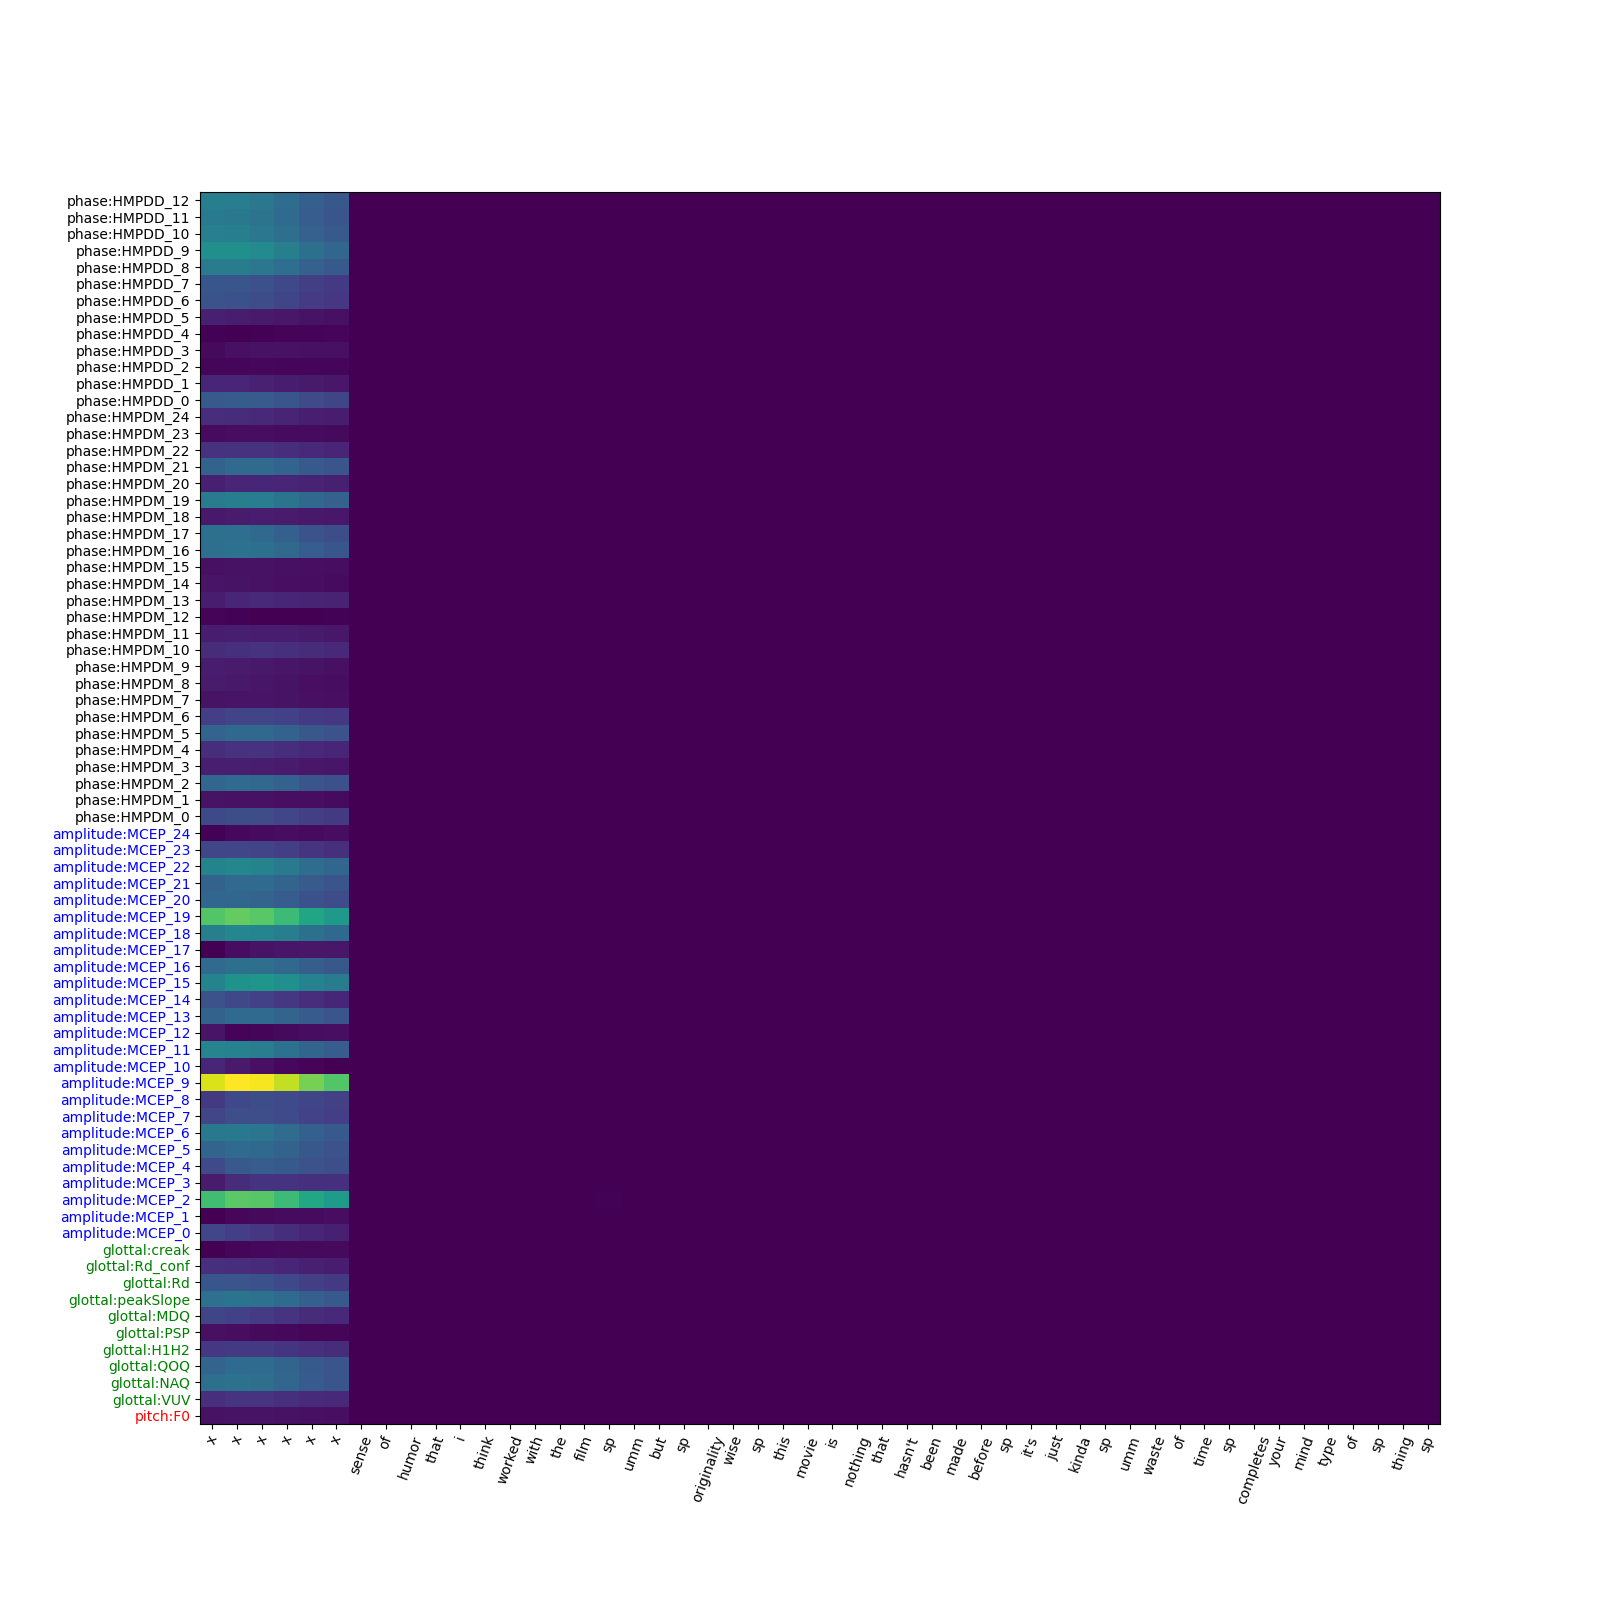 phase:HMPDD_12
phase:HMPDD_11
phase:HMPDD_10
phase:HMPDD_9
phase:HMPDD_8
phase:HMPDD_7
phase:HMPDD_6
phase:HMPDD_5
phase:HMPDD_4
phase:HMPDD_3
phase:HMPDD_2
phase:HMPDD_1
phase:HMPDD_0
phase:HMPDM_24
phase:HMPDM_23
phase:HMPDM_22
phase:HMPDM_21
phase:HMPDM_20
phase:HMPDM_19
phase:HMPDM_18
phase:HMPDM_17
phase:HMPDM_16
phase:HMPDM_15
phase:HMPDM_14
phase:HMPDM_13
phase:HMPDM_12
phase:HMPDM_11
phase:HMPDM_10
phase:HMPDM_9
phase:HMPDM_8
phase:HMPDM_7
phase:HMPDM_6
phase:HMPDM_5
phase:HMPDM_4
phase:HMPDM_3
phase:HMPDM_2
phase:HMPDM_1
phase:HMPDM_0
amplitude:MCEP_24
amplitude:MCEP_23
amplitude:MCEP_22
amplitude:MCEP_21
amplitude:MCEP_20
amplitude:MCEP_19
amplitude:MCEP_18
amplitude:MCEP_17
amplitude:MCEP_16
amplitude:MCEP_15
amplitude:MCEP_14
amplitude:MCEP_13
amplitude:MCEP_12
amplitude:MCEP_11
amplitude:MCEP_10
amplitude:MCEP_9
amplitude:MCEP_8
amplitude:MCEP_7
amplitude:MCEP_6
amplitude:MCEP_5
amplitude:MCEP_4
amplitude:MCEP_3
amplitude:MCEP_2
amplitude:MCEP_1
amplitude:MCEP_0
glottal:creak
glottal:Rd_conf
glottal:Rd
glottal:peakSlope
glottal:MDQ
glottal:PSP
glottal:H1H2
glottal:QOQ
glottal:NAQ
glottal:VUV
pitch:F0
x
x
x
x
x
x
sense
of
humor
that
i
think
worked
with
the
film
sp
umm
but
sp
originality
wise
sp
this
movie
is
nothing
that
hasn't
been
made
before
sp
it's
just
kinda
sp
umm
waste
of
time
sp
completes
your
mind
type
of
sp
thing
sp